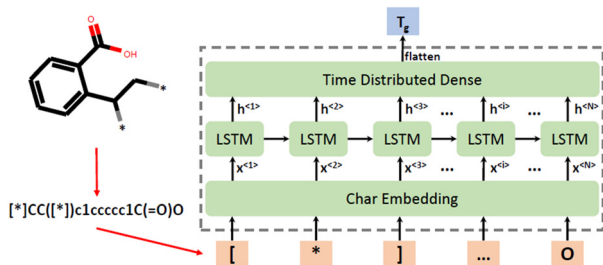 T_g
flatten
Time Distributed Dense
h<1> h<2> h<3> ... h<i> ... h<N>
LSTM LSTM LSTM LSTM LSTM
x<1> x<2> x<3> ... x<i> ... x<N>
Char Embedding
[ * ] ... O
O
OH
*
*
[*]CC([*])c1ccccc1C(=O)O